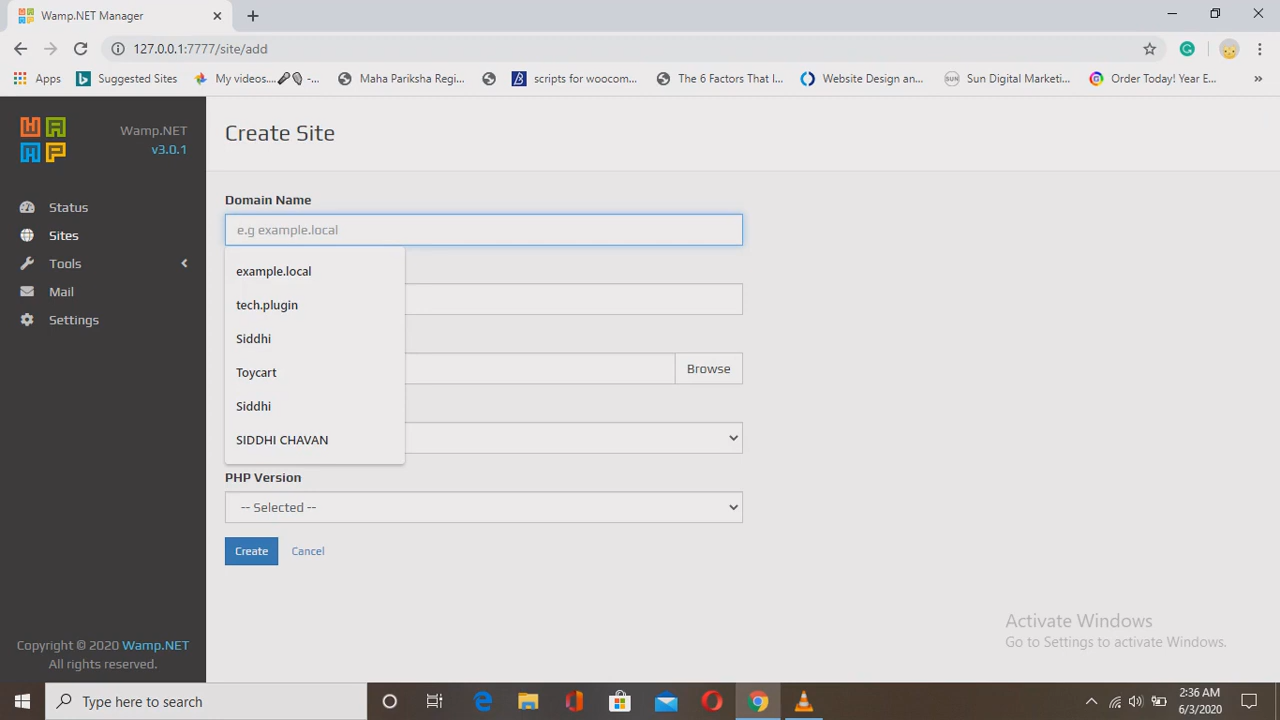 Wamp.NET Manager
127.0.0.1:7777/site/add
Apps
Suggested Sites
My videos....🎤 -...
Maha Pariksha Regi...
scripts for woocom...
The 6 Factors That I...
Website Design an...
Sun Digital Marketi...
Order Today! Year E...
WAMP
Wamp.NET
v3.0.1
Status
Sites
Tools
Mail
Settings
Copyright © 2020 Wamp.NET
All rights reserved.
Create Site
Domain Name
e.g example.local
example.local
tech.plugin
Siddhi
Toycart
Siddhi
SIDDHI CHAVAN
Browse
PHP Version
-- Selected --
Create
Cancel
Activate Windows
Go to Settings to activate Windows.
Type here to search
2:36 AM
6/3/2020